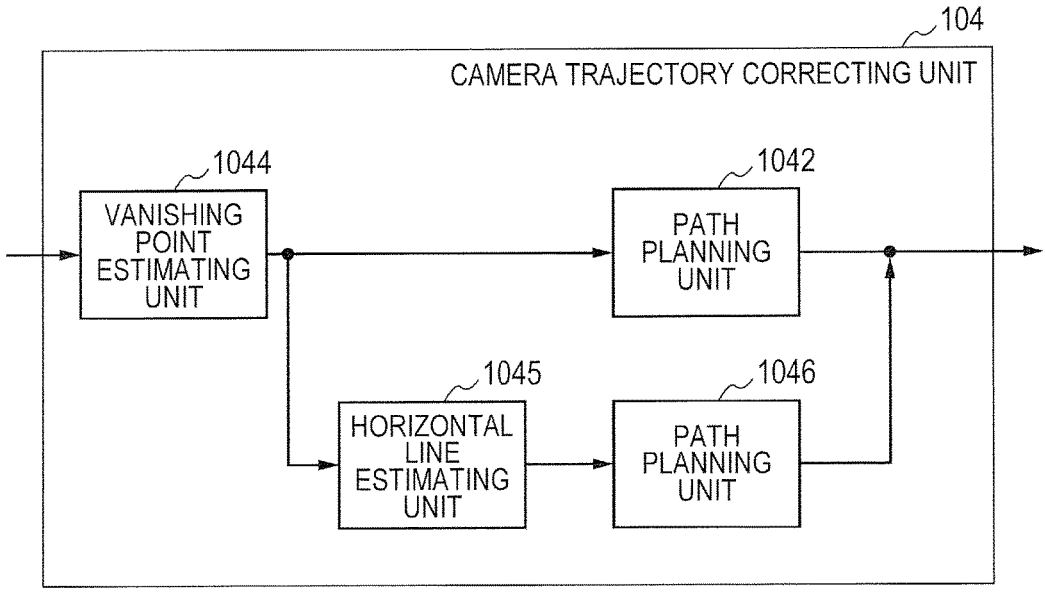 104
CAMERA TRAJECTORY CORRECTING UNIT
1044
VANISHING
POINT
ESTIMATING
UNIT
1042
PATH
PLANNING
UNIT
1045
HORIZONTAL
LINE
ESTIMATING
UNIT
1046
PATH
PLANNING
UNIT